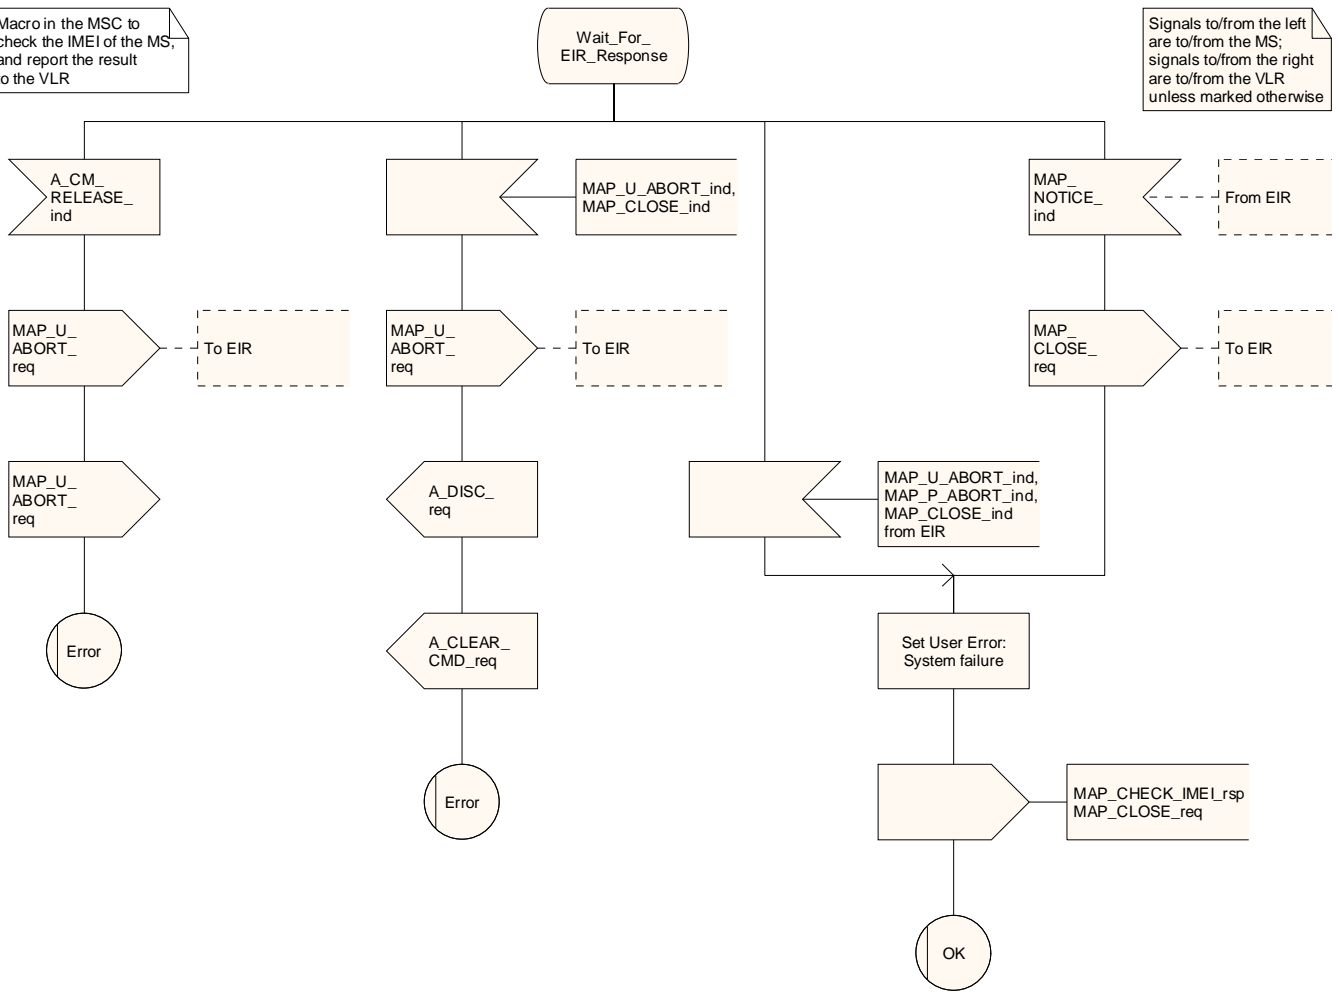 Macro in the MSC to
check the IMEI of the MS,
and report the result
to the VLR
Wait_For_
EIR_Response
Signals to/from the left
are to/from the MS;
signals to/from the right
are to/from the VLR
unless marked otherwise
A_CM_
RELEASE_
ind
MAP_U_ABORT_ind,
MAP_CLOSE_ind
MAP_
NOTICE_
ind
From EIR
MAP_U_
ABORT_
req
To EIR
MAP_U_
ABORT_
req
To EIR
MAP_
CLOSE_
req
To EIR
MAP_U_
ABORT_
req
A_DISC_
req
MAP_U_ABORT_ind,
MAP_P_ABORT_ind,
MAP_CLOSE_ind
from EIR
Error
A_CLEAR_
CMD_req
Set User Error:
System failure
Error
MAP_CHECK_IMEI_rsp
MAP_CLOSE_req
OK